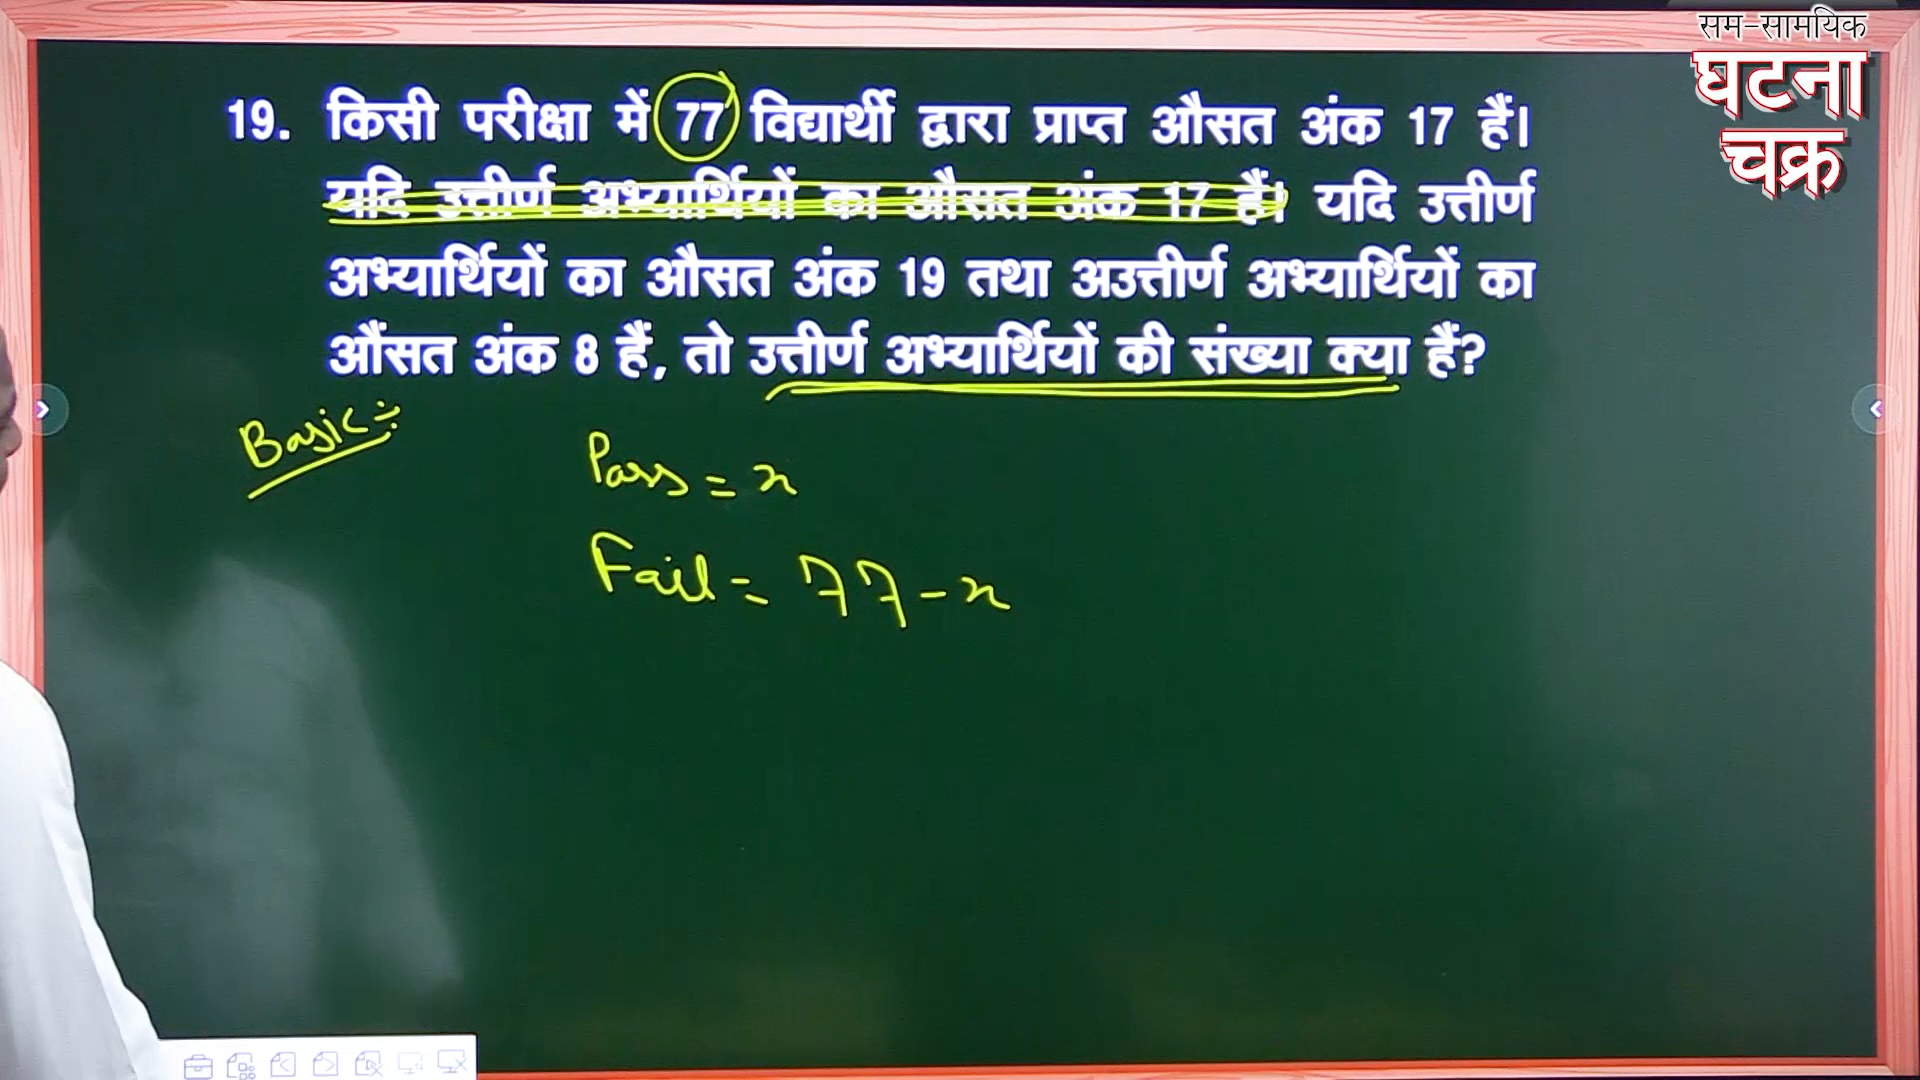 सम-सामयिक
घटना
चक्र
19. किसी परीक्षा में 77 विद्यार्थी द्वारा प्राप्त औसत अंक 17 हैं।
यदि उत्तीर्ण अभ्यार्थियों का औसत अंक 17 हैं। यदि उत्तीर्ण
अभ्यार्थियों का औसत अंक 19 तथा अउत्तीर्ण अभ्यार्थियों का
औंसत अंक 8 हैं, तो उत्तीर्ण अभ्यार्थियों की संख्या क्या हैं?
Basic:-
Pass = x
Fail = 77-x